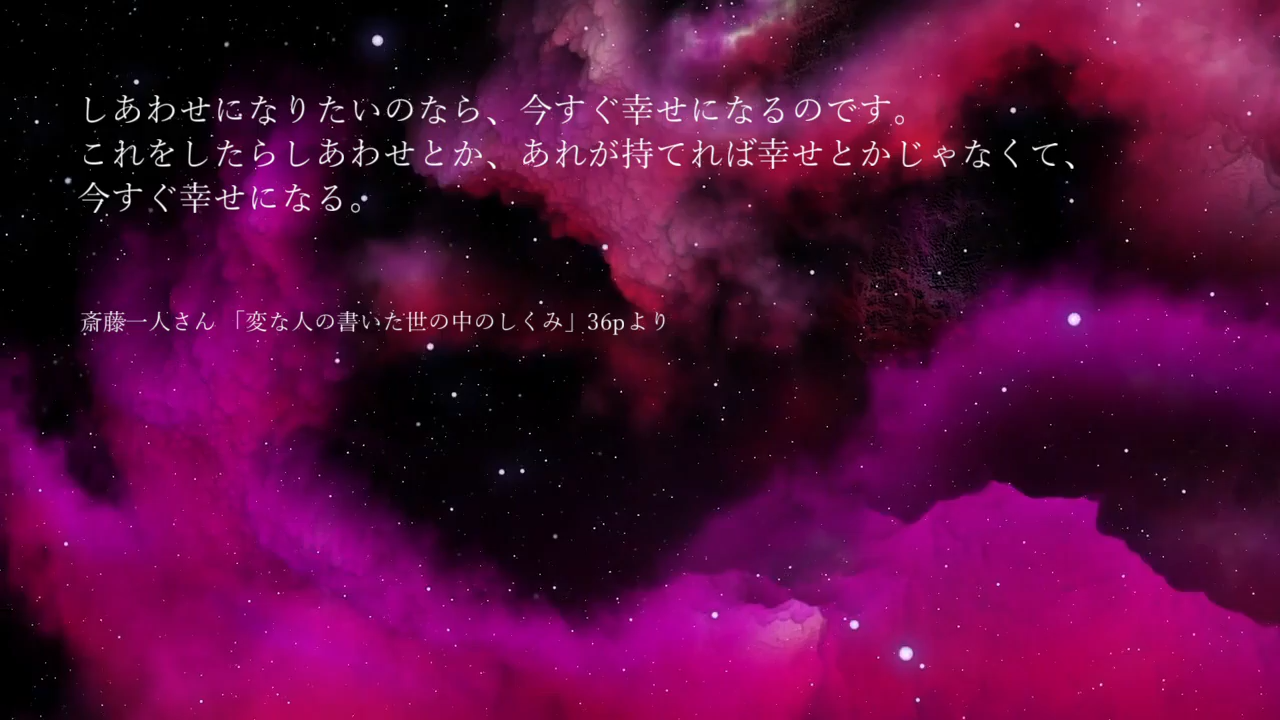 しあわせになりたいのなら、今すぐ幸せになるのです。
これをしたらしあわせとか、あれが持てれば幸せとかじゃなくて、
今すぐ幸せになる。
斎藤一人さん 「変な人の書いた世の中のしくみ」36pより